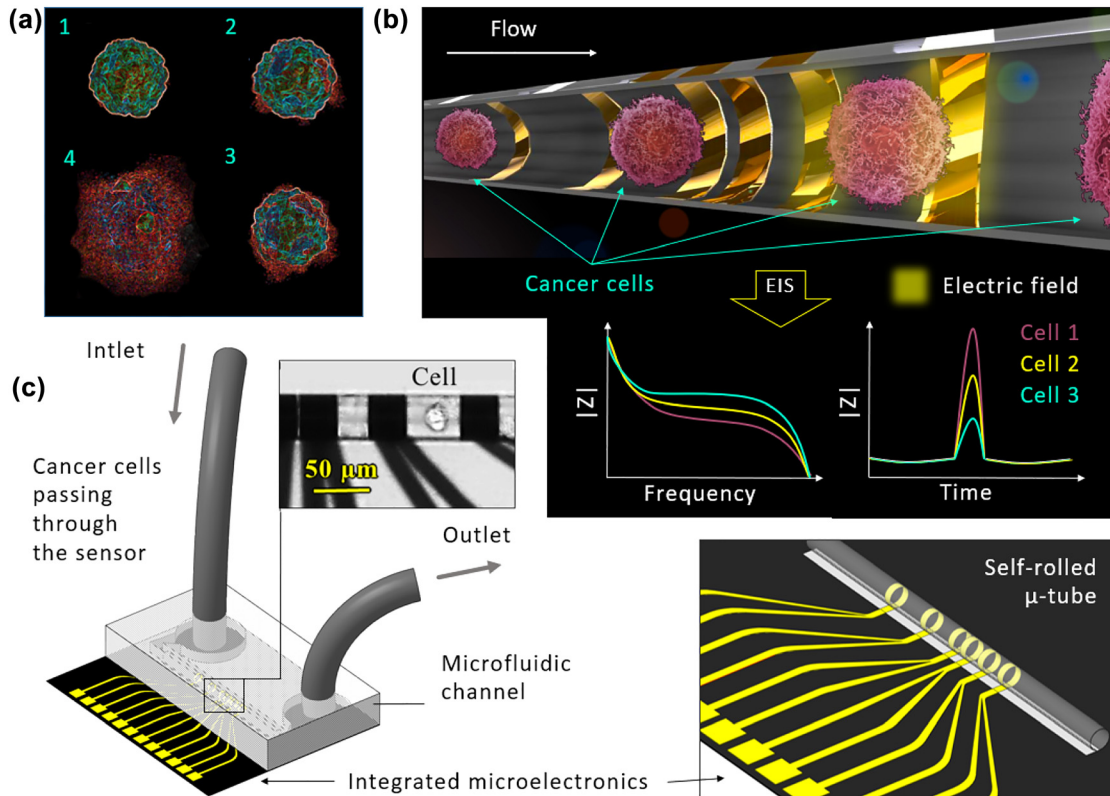 (a)
1
2
4
3
(b)
Flow
Cancer cells
EIS
Electric field
|Z|
Frequency
|Z|
Time
Cell 1
Cell 2
Cell 3
(c)
Intlet
Cancer cells
passing
through
the sensor
Cell
50 μm
Outlet
Microfluidic
channel
Integrated microelectronics
Self-rolled
μ-tube